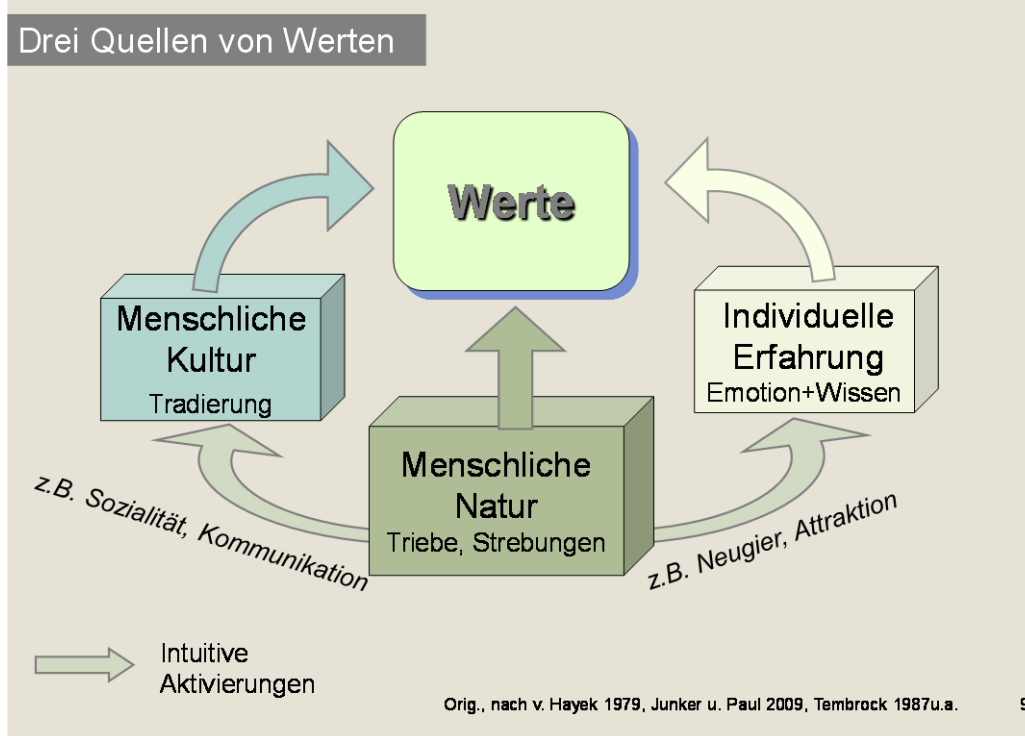 Drei Quellen von Werten
Werte
Menschliche
Kultur
Tradierung
Individuelle
Erfahrung
Emotion+Wissen
Menschliche
Natur
Triebe, Strebungen
z.B. Sozialität, Kommunikation
z.B. Neugier, Attraktion
Intuitive
Aktivierungen
Orig., nach v. Hayek 1979, Junker u. Paul 2009, Tembrock 1987u.a.
9